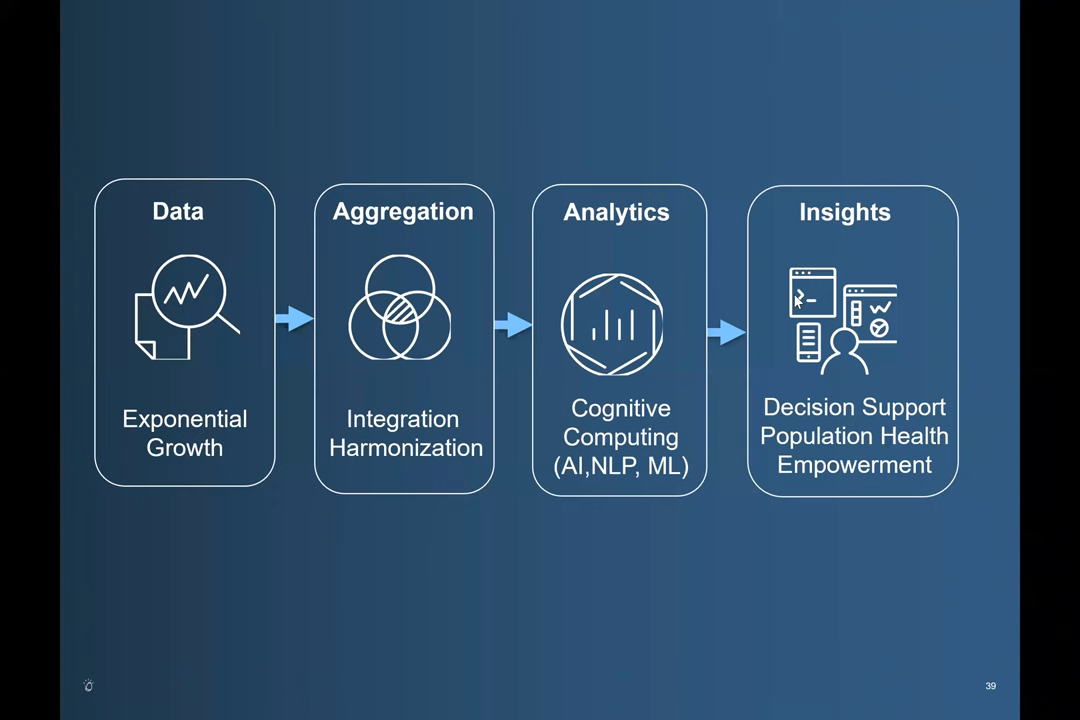 Data
Exponential
Growth
Aggregation
Integration
Harmonization
Analytics
Cognitive
Computing
(AI,NLP, ML)
Insights
Decision Support
Population Health
Empowerment
39